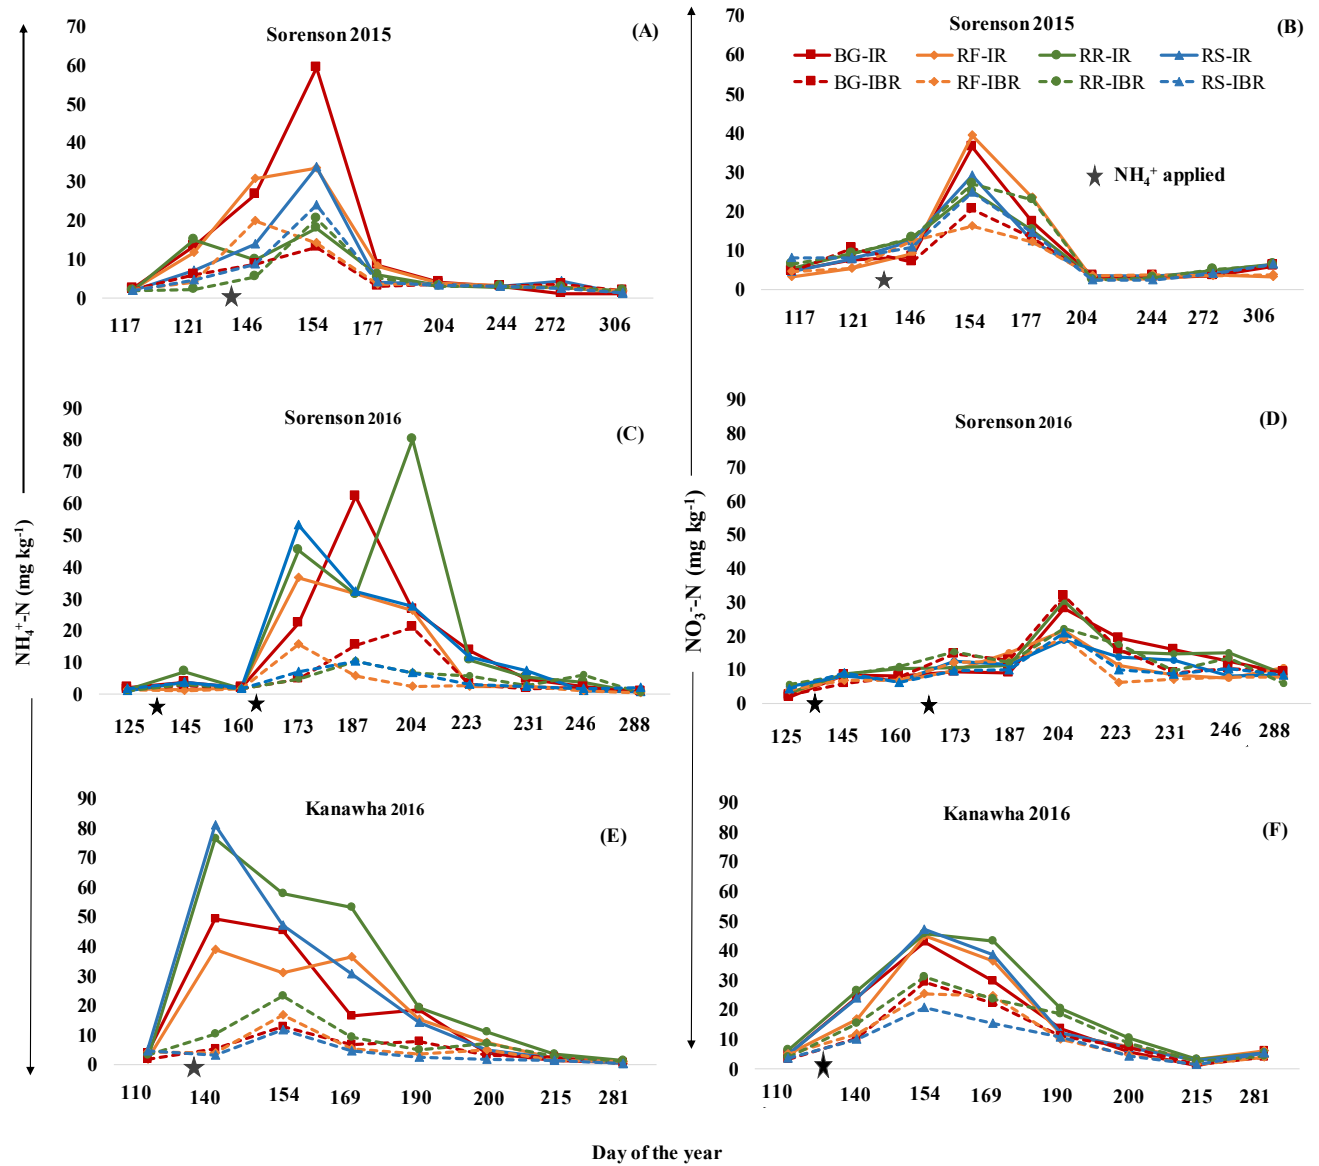 Sorenson 2015
(A)
70
60
50
40
30
20
10
0
117 121 146 154 177 204 244 272 306
Sorenson 2015
(B)
BG-IR RF-IR RR-IR RS-IR
BG-IBR RF-IBR RR-IBR RS-IBR
NH₄⁺ applied
70
60
50
40
30
20
10
0
117 121 146 154 177 204 244 272 306
Sorenson 2016
(C)
90
80
70
60
50
40
30
20
10
0
125 145 160 173 187 204 223 231 246 288
Sorenson 2016
(D)
90
80
70
60
50
40
30
20
10
0
125 145 160 173 187 204 223 231 246 288
NH₄⁺-N (mg kg⁻¹)
NO₃⁻-N (mg kg⁻¹)
Kanawha 2016
(E)
90
80
70
60
50
40
30
20
10
0
110 140 154 169 190 200 215 281
Kanawha 2016
(F)
90
80
70
60
50
40
30
20
10
0
110 140 154 169 190 200 215 281
Day of the year